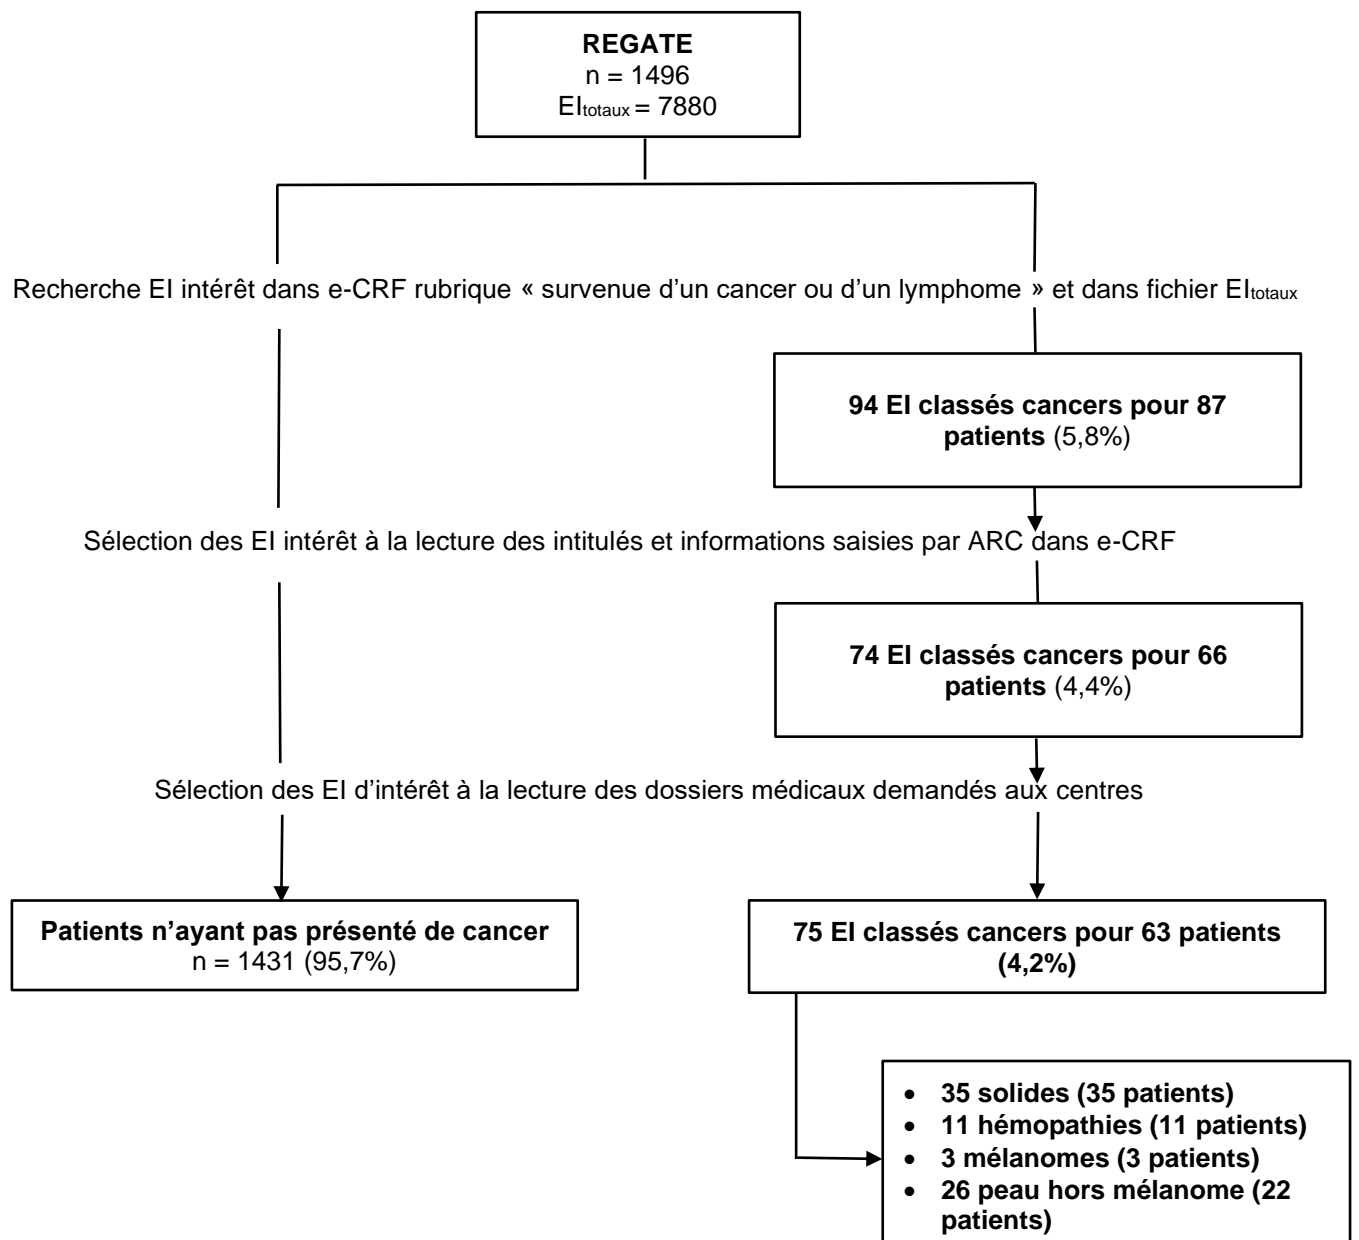 REGATE
n = 1496
EItotaux = 7880
Recherche EI intérêt dans e-CRF rubrique « survenue d’un cancer ou d’un lymphome » et dans fichier EItotaux
94 EI classés cancers pour 87
patients (5,8%)
Sélection des EI intérêt à la lecture des intitulés et informations saisies par ARC dans e-CRF
74 EI classés cancers pour 66
patients (4,4%)
Sélection des EI d’intérêt à la lecture des dossiers médicaux demandés aux centres
Patients n’ayant pas présenté de cancer
n = 1431 (95,7%)
75 EI classés cancers pour 63 patients
(4,2%)
• 35 solides (35 patients)
• 11 hémopathies (11 patients)
• 3 mélanomes (3 patients)
• 26 peau hors mélanome (22
patients)